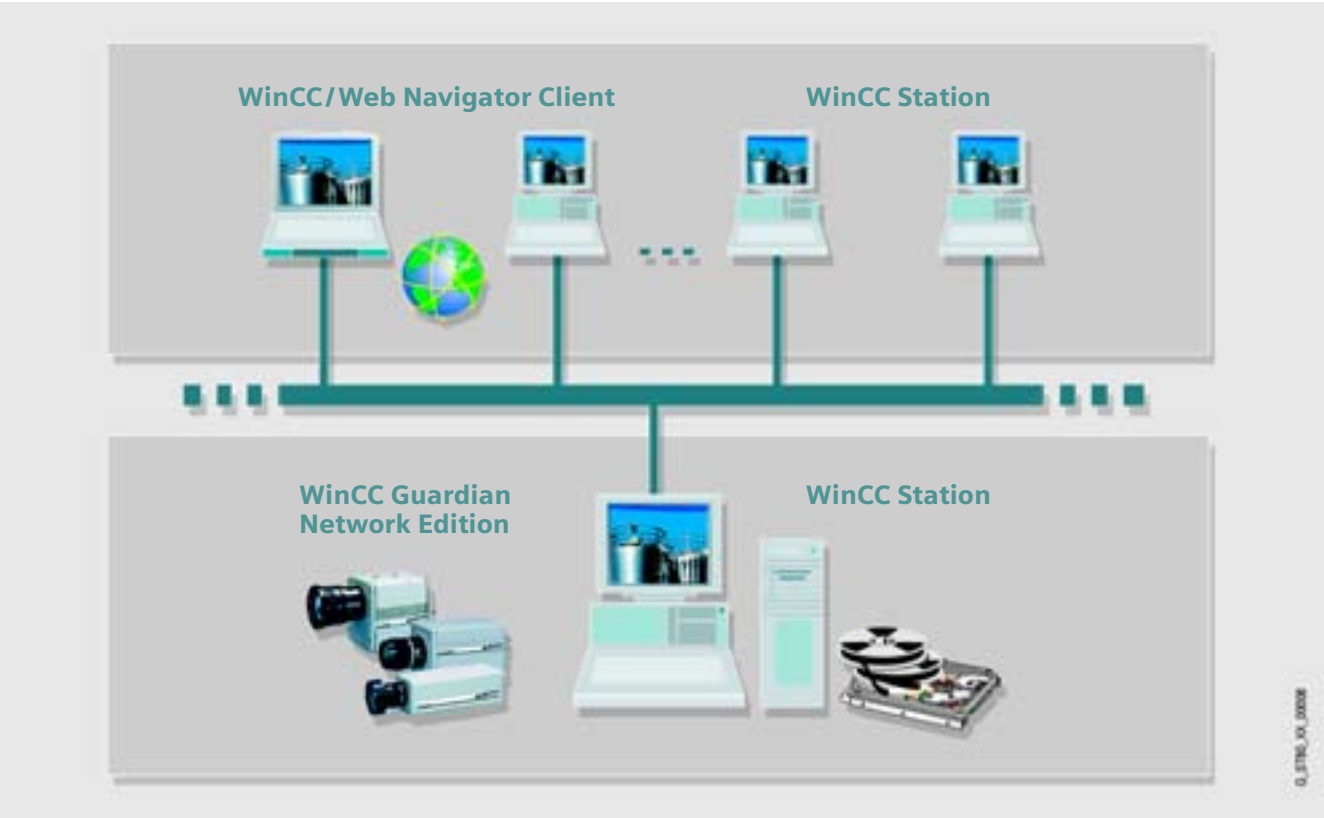 WinCC/Web Navigator Client
WinCC Station
WinCC Guardian
Network Edition
WinCC Station